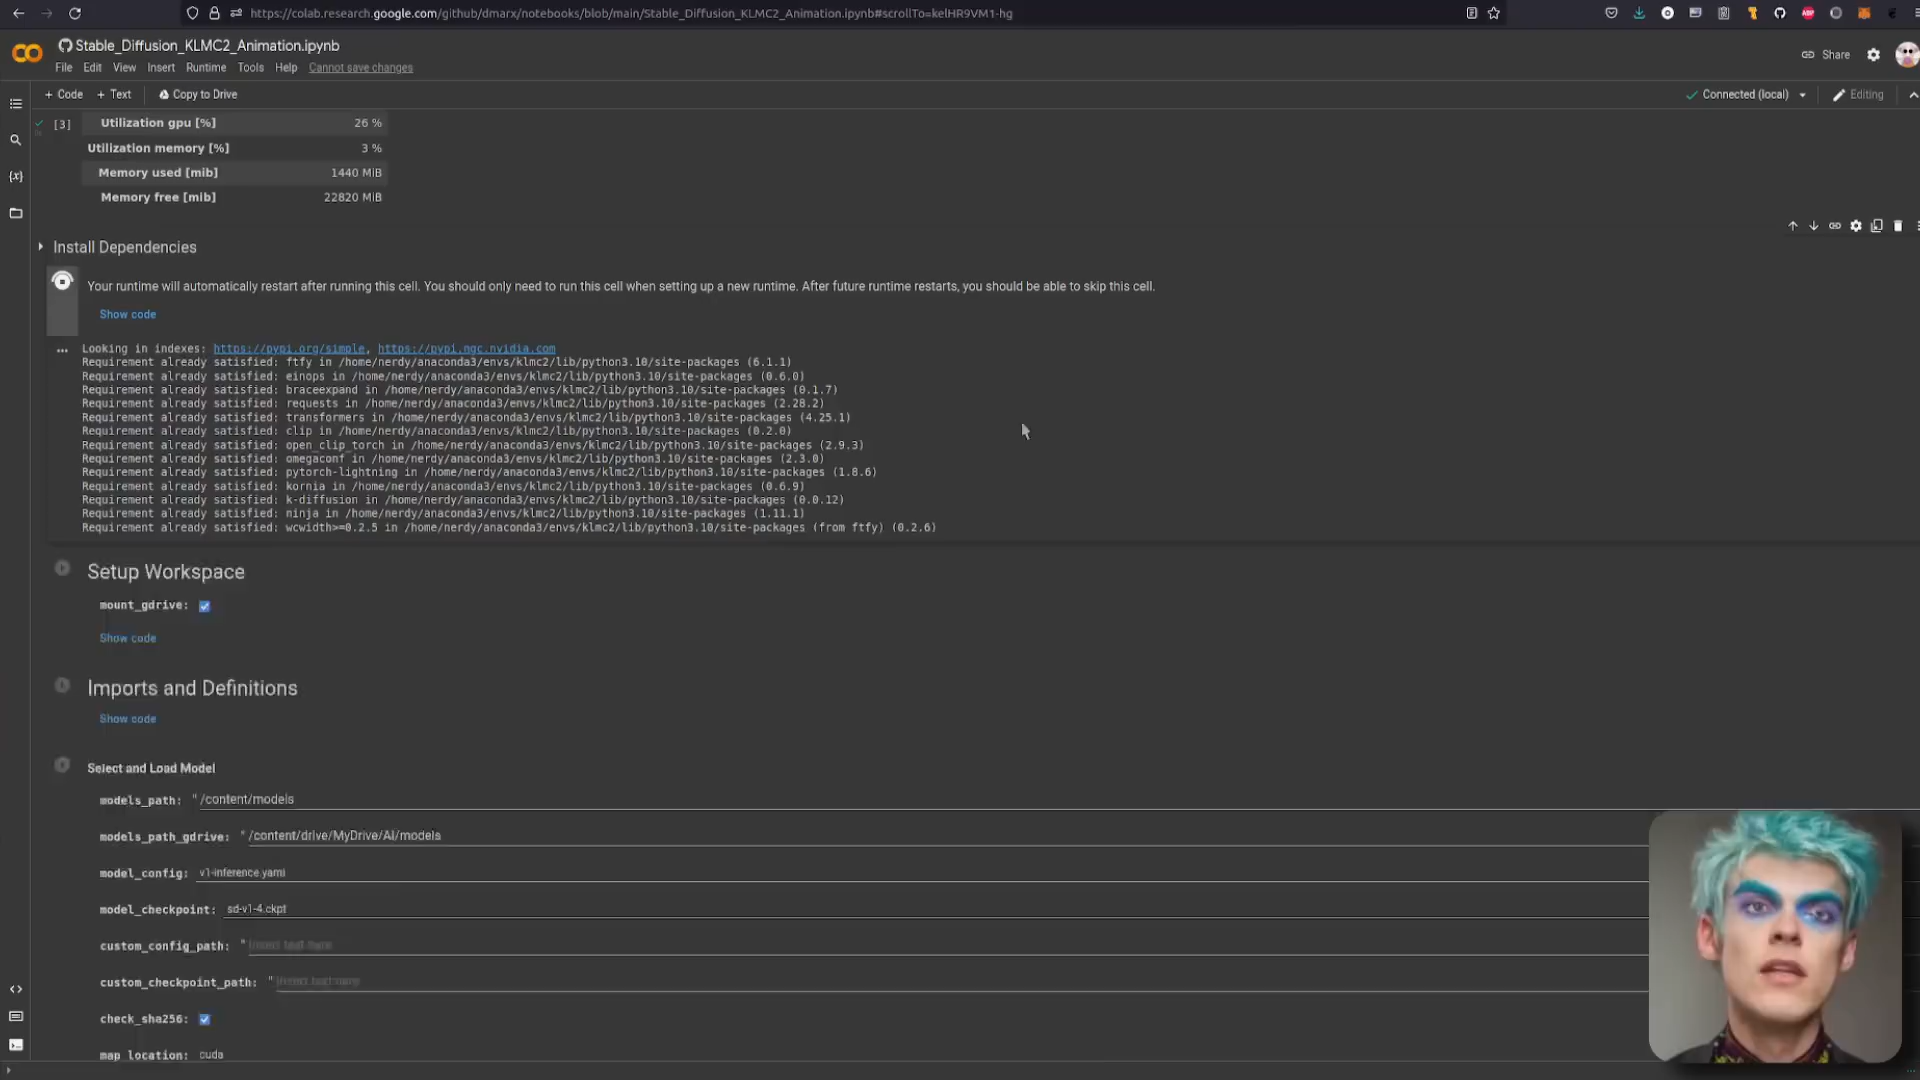 https://colab.research.google.com/github/dmarx/notebooks/blob/main/Stable_Diffusion_KLMC2_Animation.ipynb#scrollTo=kelHR9VM1-hg
Stable_Diffusion_KLMC2_Animation.ipynb
File Edit View Insert Runtime Tools Help Cannot save changes
Share
+ Code + Text Copy to Drive
Connected (local)
Editing
[3]
Utilization gpu [%] 26 %
Utilization memory [%] 3 %
Memory used [mib] 1440 MiB
Memory free [mib] 22820 MiB
Install Dependencies
Your runtime will automatically restart after running this cell. You should only need to run this cell when setting up a new runtime. After future runtime restarts, you should be able to skip this cell.
Show code
Looking in indexes: https://pypi.org/simple, https://pypi.ngc.nvidia.com
Requirement already satisfied: ftfy in /home/nerdy/anaconda3/envs/klmc2/lib/python3.10/site-packages (6.1.1)
Requirement already satisfied: einops in /home/nerdy/anaconda3/envs/klmc2/lib/python3.10/site-packages (0.6.0)
Requirement already satisfied: braceexpand in /home/nerdy/anaconda3/envs/klmc2/lib/python3.10/site-packages (0.1.7)
Requirement already satisfied: requests in /home/nerdy/anaconda3/envs/klmc2/lib/python3.10/site-packages (2.28.2)
Requirement already satisfied: transformers in /home/nerdy/anaconda3/envs/klmc2/lib/python3.10/site-packages (4.25.1)
Requirement already satisfied: clip in /home/nerdy/anaconda3/envs/klmc2/lib/python3.10/site-packages (0.2.0)
Requirement already satisfied: open_clip_torch in /home/nerdy/anaconda3/envs/klmc2/lib/python3.10/site-packages (2.9.3)
Requirement already satisfied: omegaconf in /home/nerdy/anaconda3/envs/klmc2/lib/python3.10/site-packages (2.3.0)
Requirement already satisfied: pytorch-lightning in /home/nerdy/anaconda3/envs/klmc2/lib/python3.10/site-packages (1.8.6)
Requirement already satisfied: kornia in /home/nerdy/anaconda3/envs/klmc2/lib/python3.10/site-packages (0.6.9)
Requirement already satisfied: k-diffusion in /home/nerdy/anaconda3/envs/klmc2/lib/python3.10/site-packages (0.0.12)
Requirement already satisfied: ninja in /home/nerdy/anaconda3/envs/klmc2/lib/python3.10/site-packages (1.11.1)
Requirement already satisfied: wcwidth>=0.2.5 in /home/nerdy/anaconda3/envs/klmc2/lib/python3.10/site-packages (from ftfy) (0.2.6)
Setup Workspace
mount_gdrive:
Show code
Imports and Definitions
Show code
Select and Load Model
models_path: "/content/models
models_path_gdrive: "/content/drive/MyDrive/AI/models
model_config: v1-inference.yaml
model_checkpoint: sd-v1-4.ckpt
custom_config_path: "Insert text here
custom_checkpoint_path: "Insert text here
check_sha256:
map_location: cuda